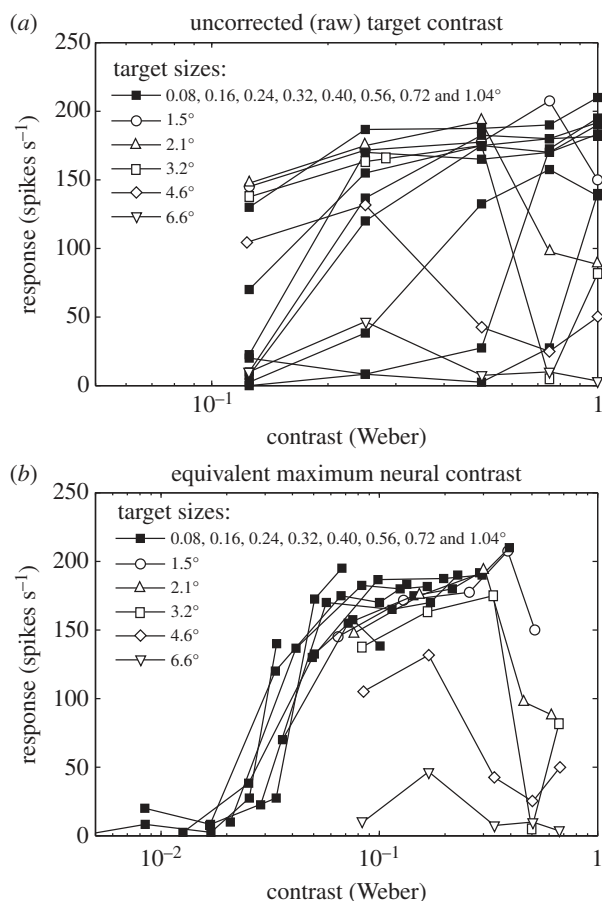 (a) uncorrected (raw) target contrast
250
200
150
100
50
0
response (spikes s⁻¹)
target sizes:
0.08, 0.16, 0.24, 0.32, 0.40, 0.56, 0.72 and 1.04°
1.5°
2.1°
3.2°
4.6°
6.6°
10⁻¹ 1
contrast (Weber)
(b) equivalent maximum neural contrast
250
200
150
100
50
0
response (spikes s⁻¹)
target sizes:
0.08, 0.16, 0.24, 0.32, 0.40, 0.56, 0.72 and 1.04°
1.5°
2.1°
3.2°
4.6°
6.6°
10⁻² 10⁻¹ 1
contrast (Weber)